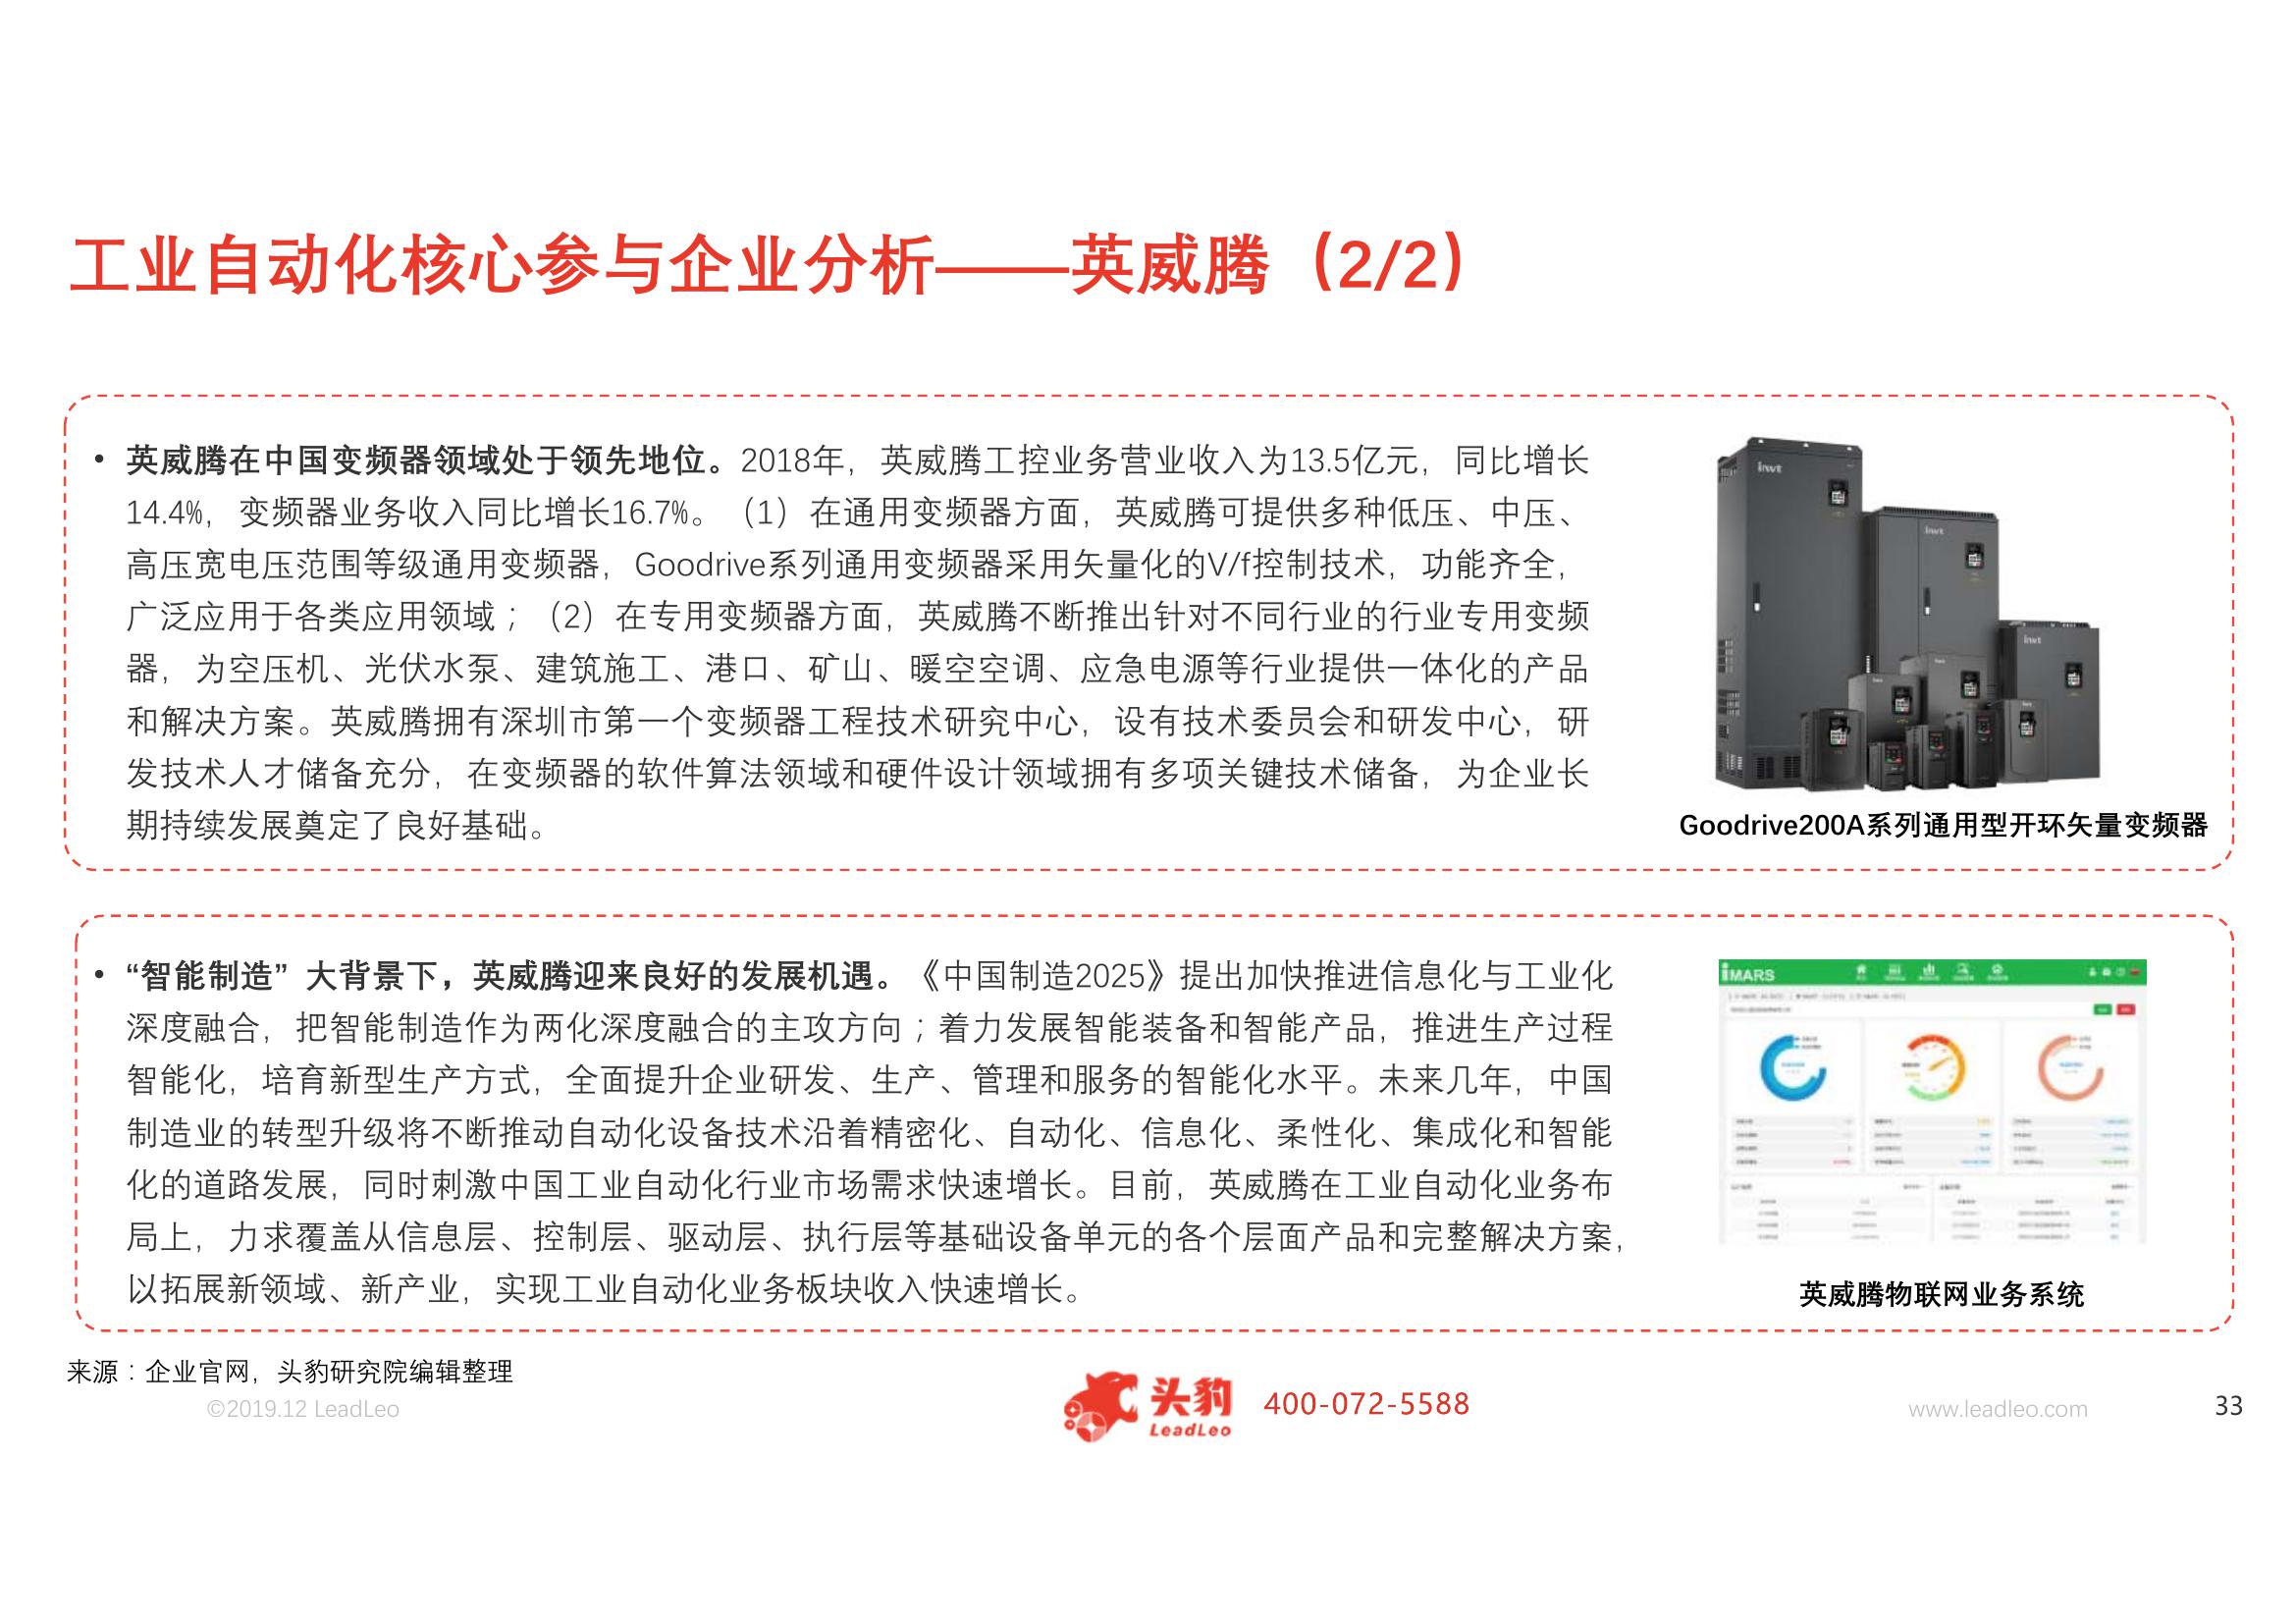 工业自动化核心参与企业分析——英威腾（2/2）
• 英威腾在中国变频器领域处于领先地位。2018年，英威腾工控业务营业收入为13.5亿元，同比增长
14.4%，变频器业务收入同比增长16.7%。（1）在通用变频器方面，英威腾可提供多种低压、中压、
高压宽电压范围等级通用变频器，Goodrive系列通用变频器采用矢量化的V/f控制技术，功能齐全，
广泛应用于各类应用领域；（2）在专用变频器方面，英威腾不断推出针对不同行业的行业专用变频
器，为空压机、光伏水泵、建筑施工、港口、矿山、暖空空调、应急电源等行业提供一体化的产品
和解决方案。英威腾拥有深圳市第一个变频器工程技术研究中心，设有技术委员会和研发中心，研
发技术人才储备充分，在变频器的软件算法领域和硬件设计领域拥有多项关键技术储备，为企业长
期持续发展奠定了良好基础。
invt
invt
invt
Goodrive200A系列通用型开环矢量变频器
• “智能制造” 大背景下，英威腾迎来良好的发展机遇。《中国制造2025》提出加快推进信息化与工业化
深度融合，把智能制造作为两化深度融合的主攻方向；着力发展智能装备和智能产品，推进生产过程
智能化，培育新型生产方式，全面提升企业研发、生产、管理和服务的智能化水平。未来几年，中国
制造业的转型升级将不断推动自动化设备技术沿着精密化、自动化、信息化、柔性化、集成化和智能
化的道路发展，同时刺激中国工业自动化行业市场需求快速增长。目前，英威腾在工业自动化业务布
局上，力求覆盖从信息层、控制层、驱动层、执行层等基础设备单元的各个层面产品和完整解决方案，
以拓展新领域、新产业，实现工业自动化业务板块收入快速增长。
iMARS
英威腾物联网业务系统
来源：企业官网，头豹研究院编辑整理
©2019.12 LeadLeo
头豹
LeadLeo
400-072-5588
www.leadleo.com
33